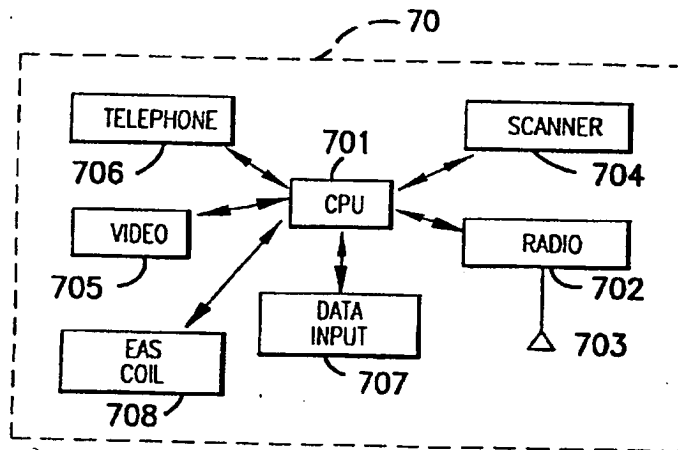 70
TELEPHONE
706
701
CPU
SCANNER
704
VIDEO
705
RADIO
702
703
DATA
INPUT
707
EAS
COIL
708